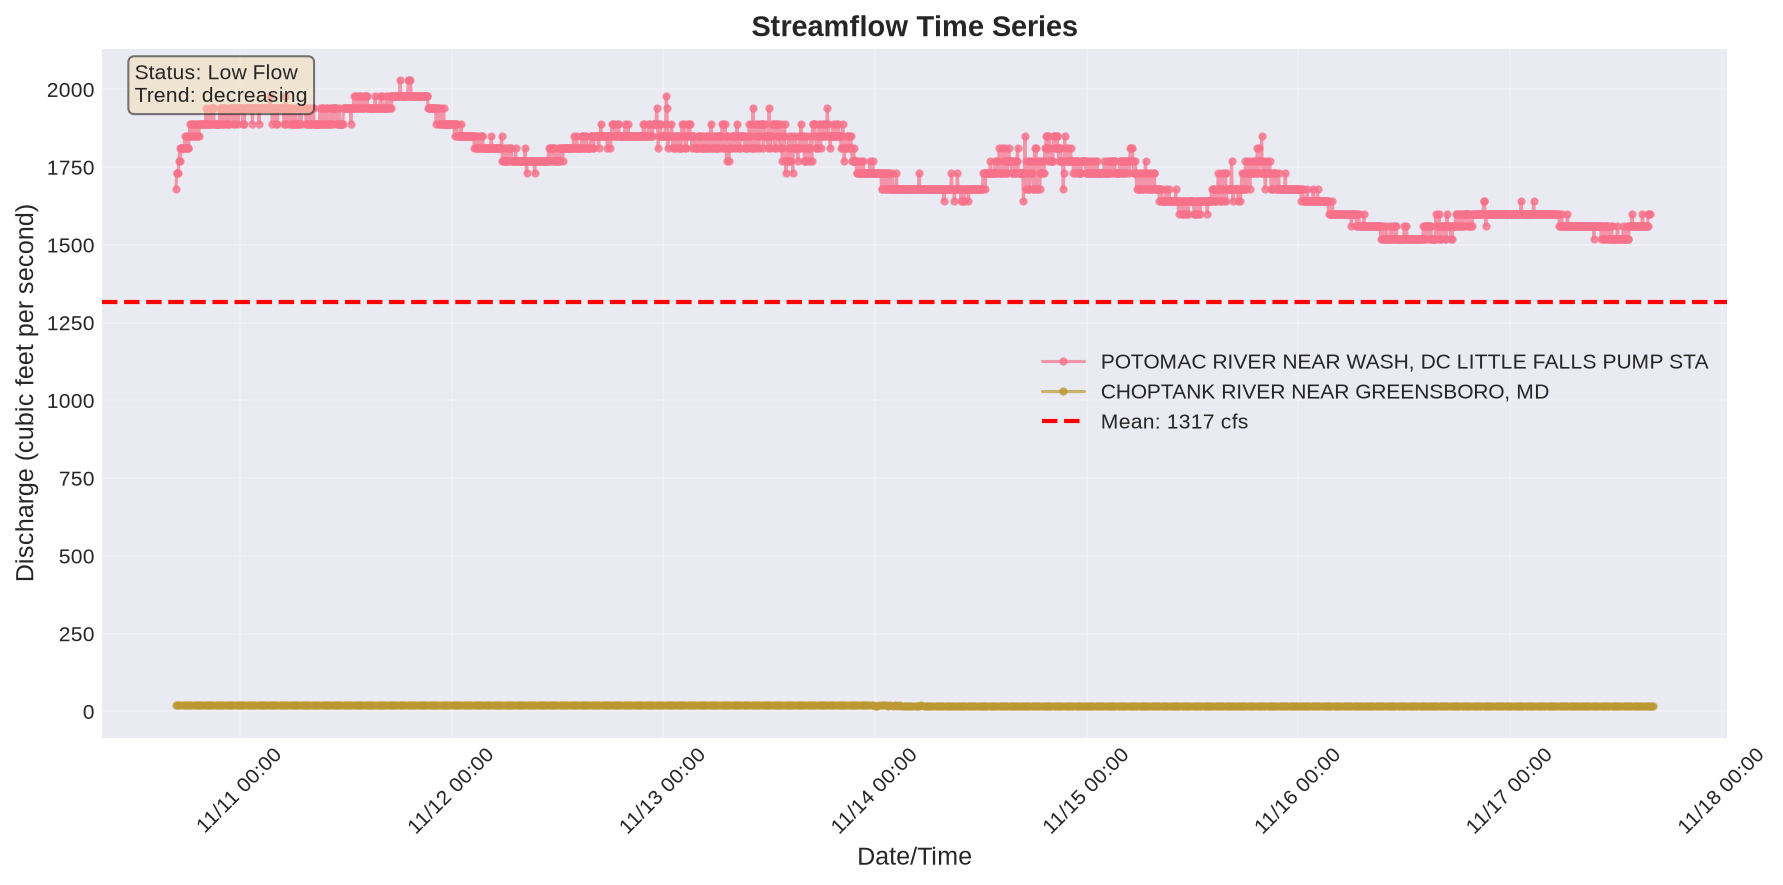 Streamflow Time Series
Status: Low Flow
Trend: decreasing
Discharge (cubic feet per second)
2000
1750
1500
1250
1000
750
500
250
0
POTOMAC RIVER NEAR WASH, DC LITTLE FALLS PUMP STA
CHOPTANK RIVER NEAR GREENSBORO, MD
Mean: 1317 cfs
11/11 00:00
11/12 00:00
11/13 00:00
11/14 00:00
11/15 00:00
11/16 00:00
11/17 00:00
11/18 00:00
Date/Time